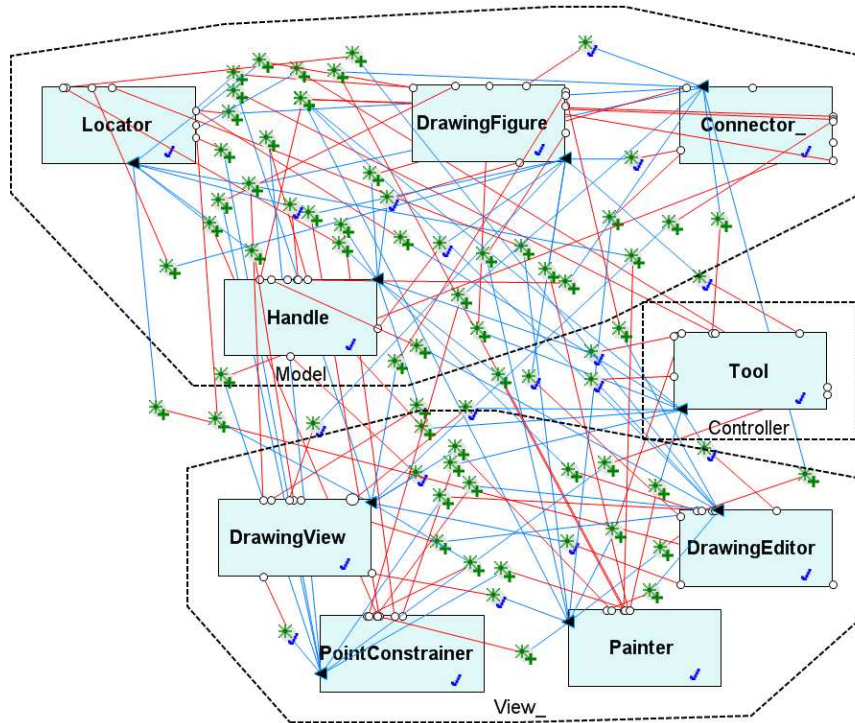 Locator
DrawingFigure
Connector_
Handle
Model
Tool
Controller
DrawingView
DrawingEditor
PointConstrainer
Painter
View_